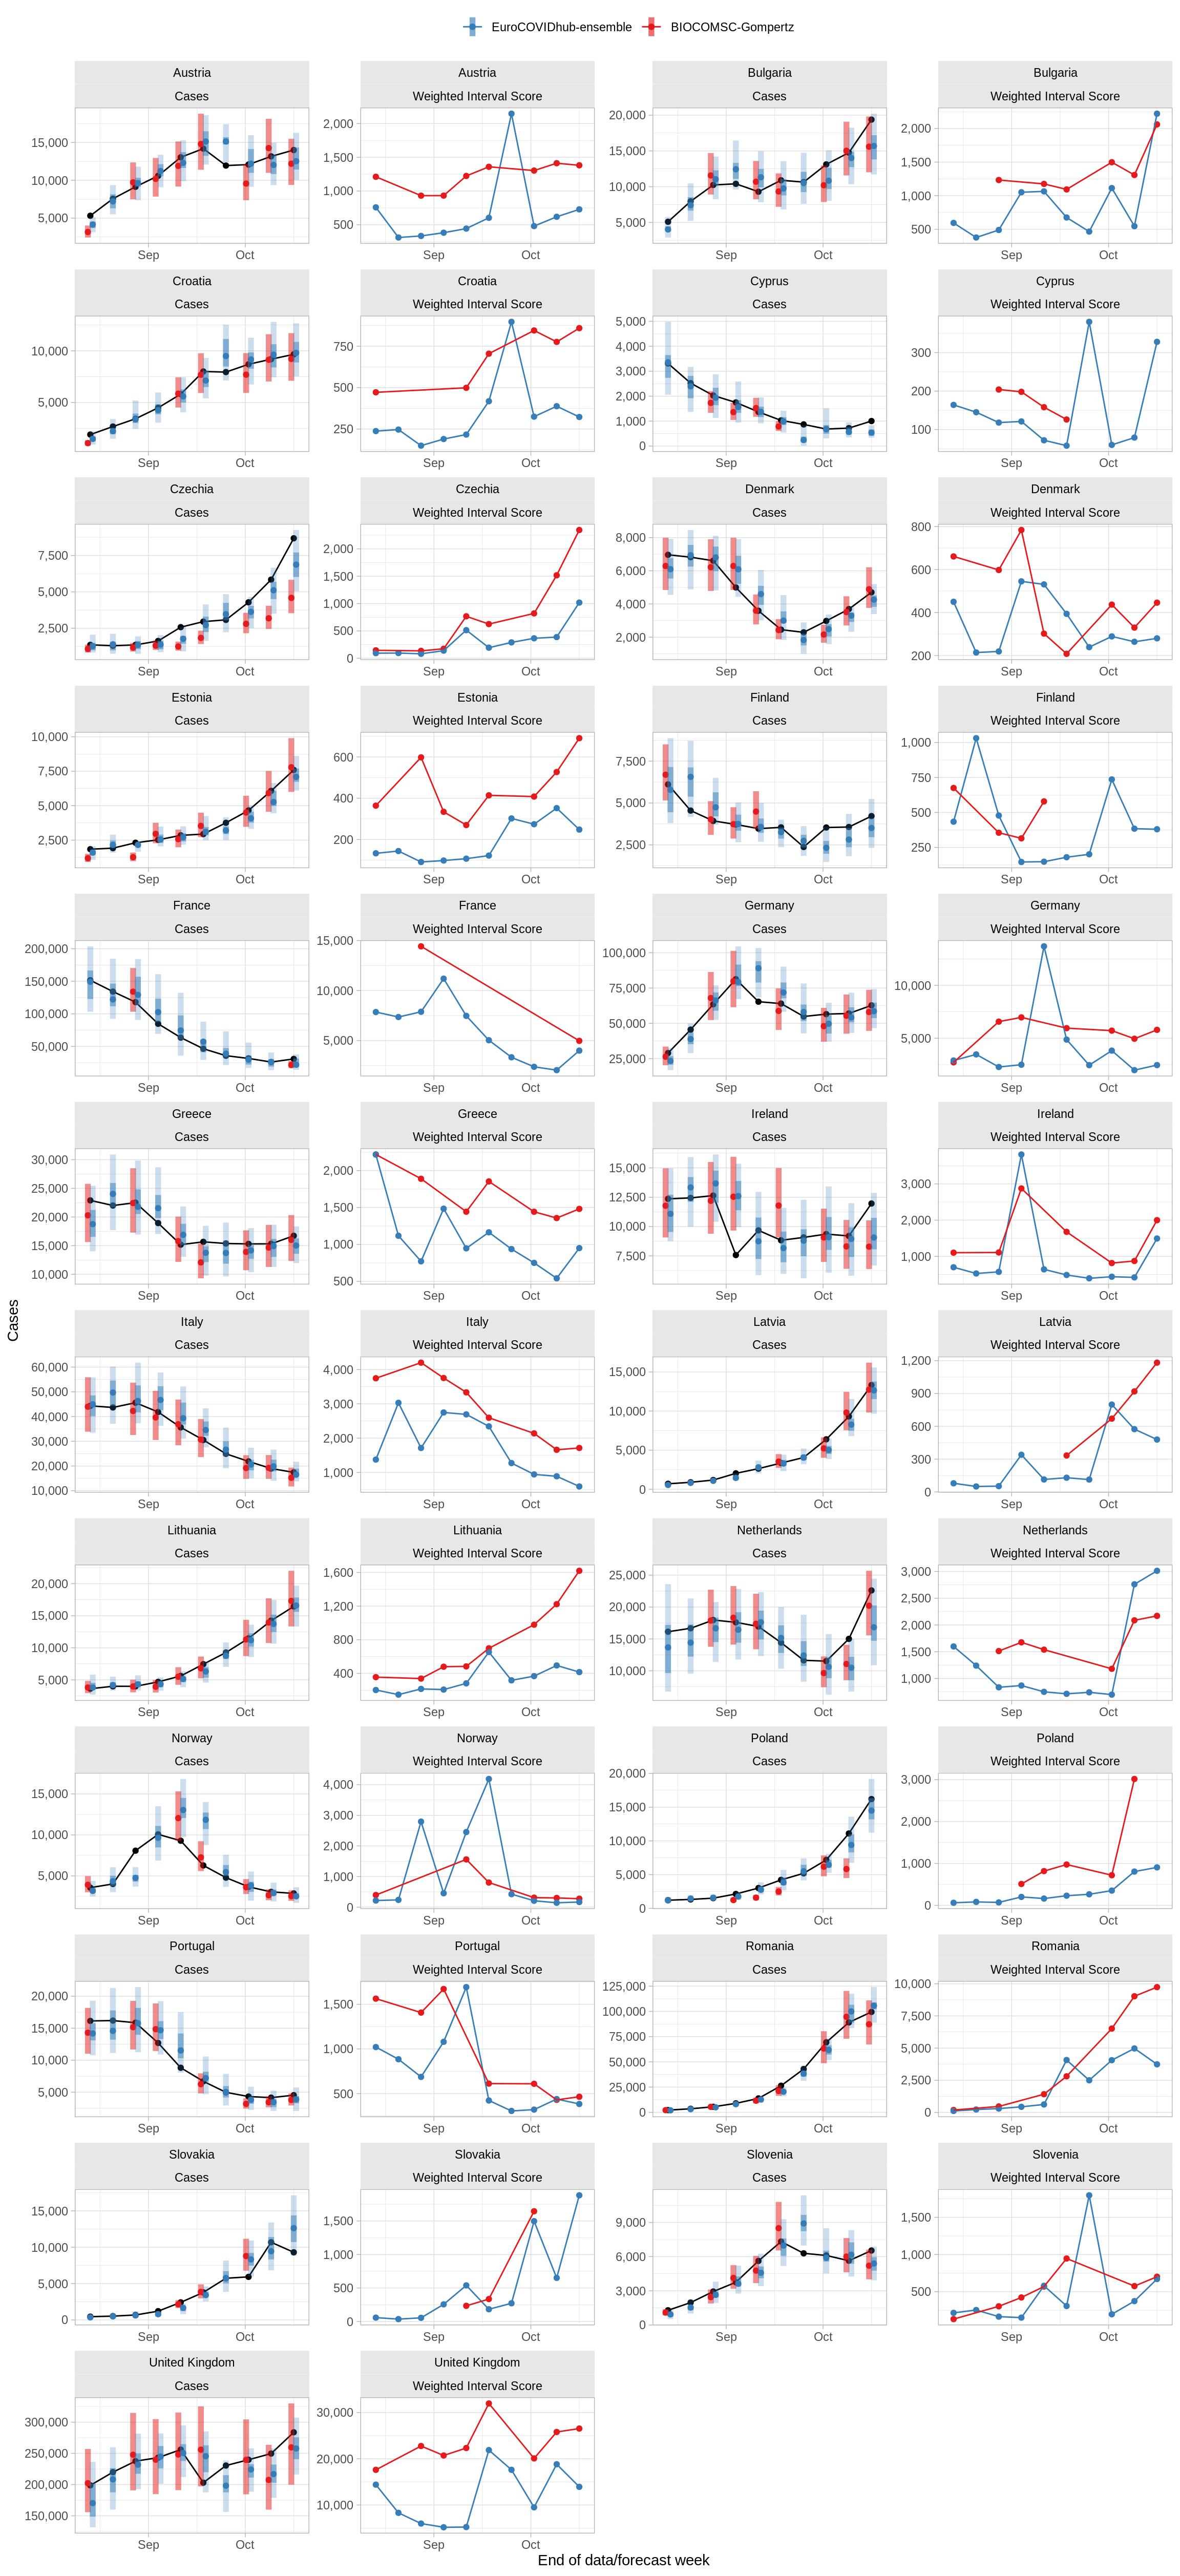 EuroCOVIDhub-ensemble BIOCOMSC-Gompertz
Austria Austria Bulgaria Bulgaria
Cases Weighted Interval Score Cases Weighted Interval Score
15,000 10,000 5,000
2,000 1,500 1,000 500
20,000 15,000 10,000 5,000
2,000 1,500 1,000 500
Sep Oct Sep Oct Sep Oct Sep Oct
Croatia Croatia Cyprus Cyprus
Cases Weighted Interval Score Cases Weighted Interval Score
10,000 5,000
750 500 250
5,000 4,000 3,000 2,000 1,000 0
300 200 100
Sep Oct Sep Oct Sep Oct Sep Oct
Czechia Czechia Denmark Denmark
Cases Weighted Interval Score Cases Weighted Interval Score
7,500 5,000 2,500
2,000 1,500 1,000 500 0
8,000 6,000 4,000 2,000
800 600 400 200
Sep Oct Sep Oct Sep Oct Sep Oct
Estonia Estonia Finland Finland
Cases Weighted Interval Score Cases Weighted Interval Score
10,000 7,500 5,000 2,500
600 400 200
7,500 5,000 2,500
1,000 750 500 250
Sep Oct Sep Oct Sep Oct Sep Oct
France France Germany Germany
Cases Weighted Interval Score Cases Weighted Interval Score
200,000 150,000 100,000 50,000
15,000 10,000 5,000
100,000 75,000 50,000 25,000
10,000 5,000
Sep Oct Sep Oct Sep Oct Sep Oct
Greece Greece Ireland Ireland
Cases Weighted Interval Score Cases Weighted Interval Score
30,000 25,000 20,000 15,000 10,000
2,000 1,500 1,000 500
15,000 12,500 10,000 7,500
3,000 2,000 1,000
Sep Oct Sep Oct Sep Oct Sep Oct
Cases
Italy Italy Latvia Latvia
Cases Weighted Interval Score Cases Weighted Interval Score
60,000 50,000 40,000 30,000 20,000 10,000
4,000 3,000 2,000 1,000
15,000 10,000 5,000 0
1,200 900 600 300 0
Sep Oct Sep Oct Sep Oct Sep Oct
Lithuania Lithuania Netherlands Netherlands
Cases Weighted Interval Score Cases Weighted Interval Score
20,000 15,000 10,000 5,000
1,600 1,200 800 400
25,000 20,000 15,000 10,000
3,000 2,500 2,000 1,500 1,000
Sep Oct Sep Oct Sep Oct Sep Oct
Norway Norway Poland Poland
Cases Weighted Interval Score Cases Weighted Interval Score
15,000 10,000 5,000
4,000 3,000 2,000 1,000 0
20,000 15,000 10,000 5,000 0
3,000 2,000 1,000 0
Sep Oct Sep Oct Sep Oct Sep Oct
Portugal Portugal Romania Romania
Cases Weighted Interval Score Cases Weighted Interval Score
20,000 15,000 10,000 5,000
1,500 1,000 500
125,000 100,000 75,000 50,000 25,000 0
10,000 7,500 5,000 2,500 0
Sep Oct Sep Oct Sep Oct Sep Oct
Slovakia Slovakia Slovenia Slovenia
Cases Weighted Interval Score Cases Weighted Interval Score
15,000 10,000 5,000 0
1,500 1,000 500 0
9,000 6,000 3,000 0
1,500 1,000 500
Sep Oct Sep Oct Sep Oct Sep Oct
United Kingdom United Kingdom
Cases Weighted Interval Score
300,000 250,000 200,000 150,000
30,000 20,000 10,000
Sep Oct Sep Oct
End of data/forecast week